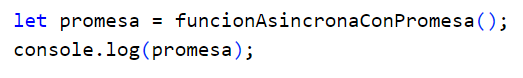 let promesa = funcionAsincronaConPromesa();
console.log(promesa);